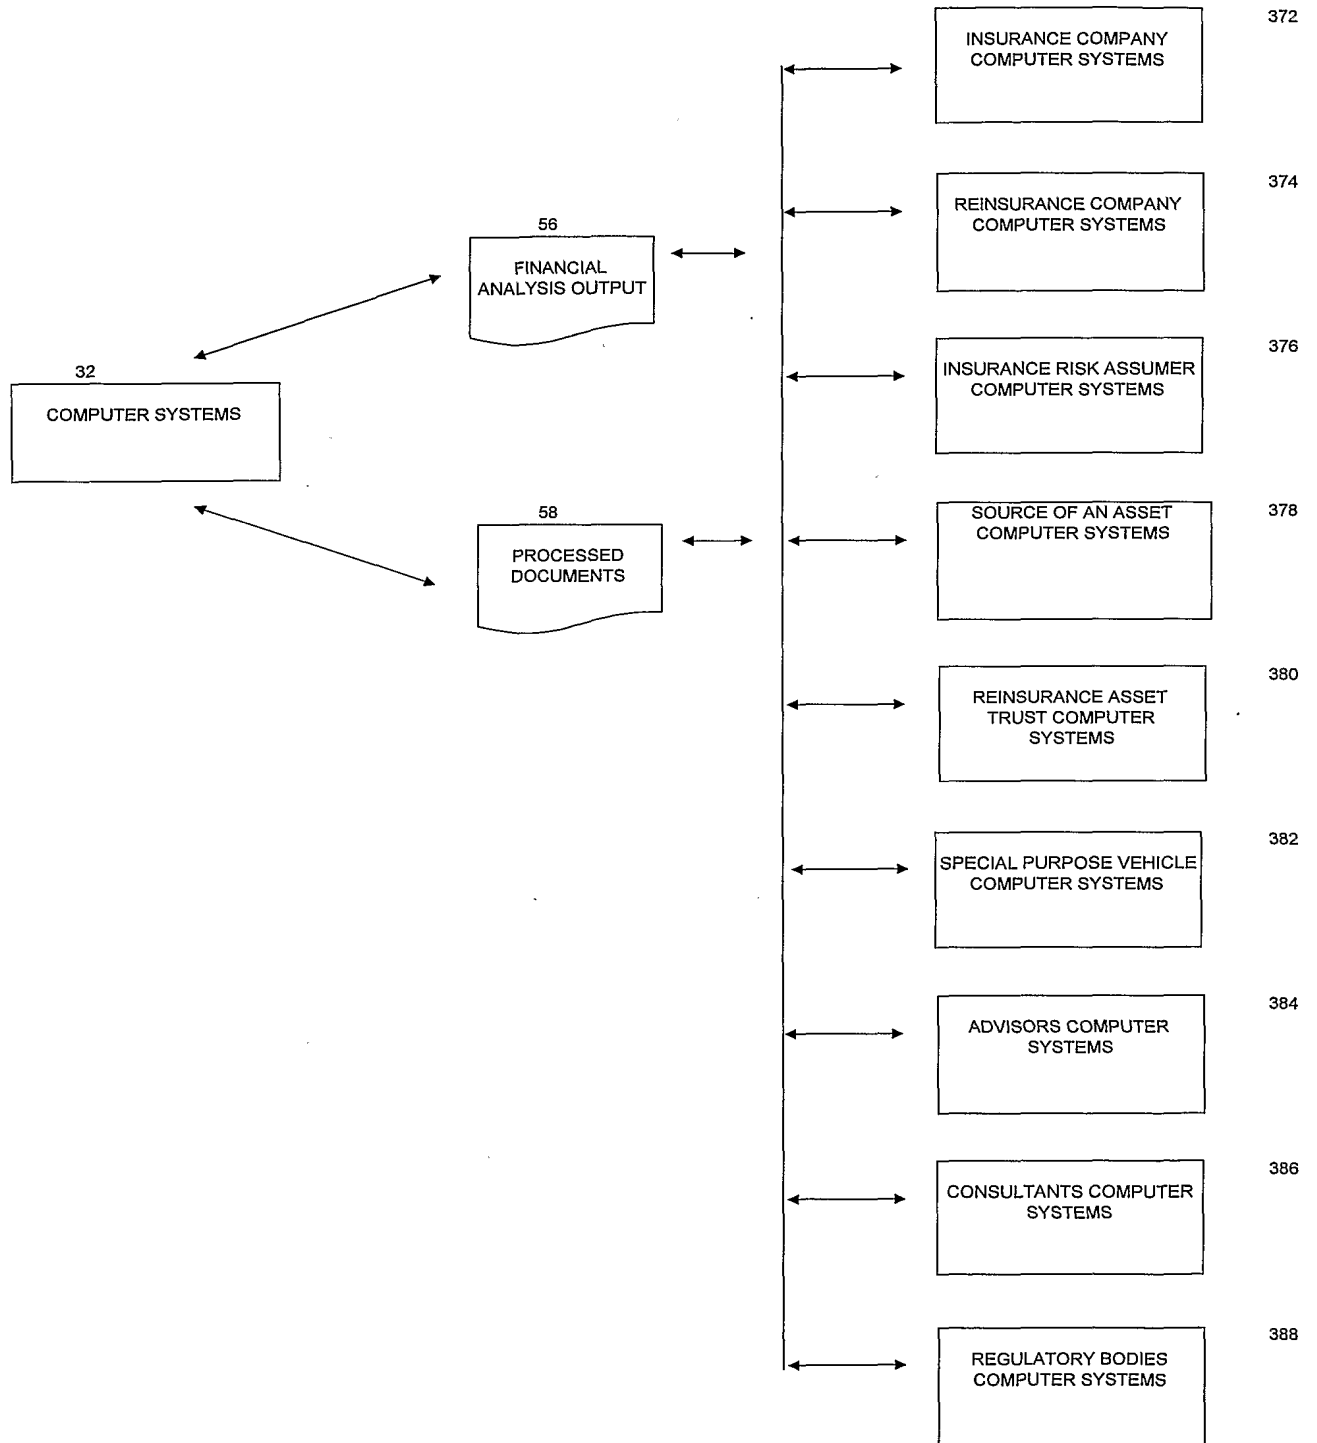 372
INSURANCE COMPANY
COMPUTER SYSTEMS
374
REINSURANCE COMPANY
COMPUTER SYSTEMS
56
FINANCIAL
ANALYSIS OUTPUT
376
INSURANCE RISK ASSUMER
COMPUTER SYSTEMS
32
COMPUTER SYSTEMS
378
SOURCE OF AN ASSET
COMPUTER SYSTEMS
58
PROCESSED
DOCUMENTS
380
REINSURANCE ASSET
TRUST COMPUTER
SYSTEMS
382
SPECIAL PURPOSE VEHICLE
COMPUTER SYSTEMS
384
ADVISORS COMPUTER
SYSTEMS
386
CONSULTANTS COMPUTER
SYSTEMS
388
REGULATORY BODIES
COMPUTER SYSTEMS